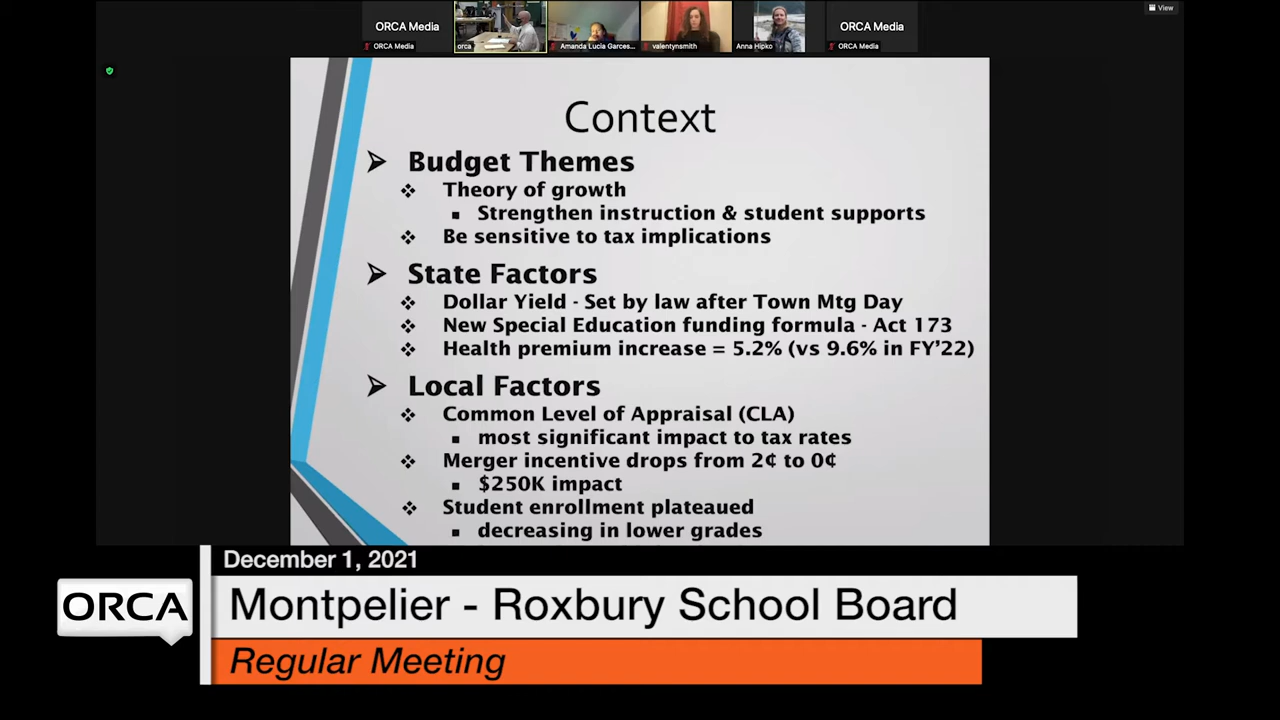 View
ORCA Media
ORCA Media
ORCA Media
orca
Amanda Lucia Garces...
valentynsmith
Anna Hipko
ORCA Media
Context
Budget Themes
Theory of growth
Strengthen instruction & student supports
Be sensitive to tax implications
State Factors
Dollar Yield - Set by law after Town Mtg Day
New Special Education funding formula - Act 173
Health premium increase = 5.2% (vs 9.6% in FY'22)
Local Factors
Common Level of Appraisal (CLA)
most significant impact to tax rates
Merger incentive drops from 2¢ to 0¢
$250K impact
Student enrollment plateaued
decreasing in lower grades
December 1, 2021
ORCA
Montpelier - Roxbury School Board
Regular Meeting